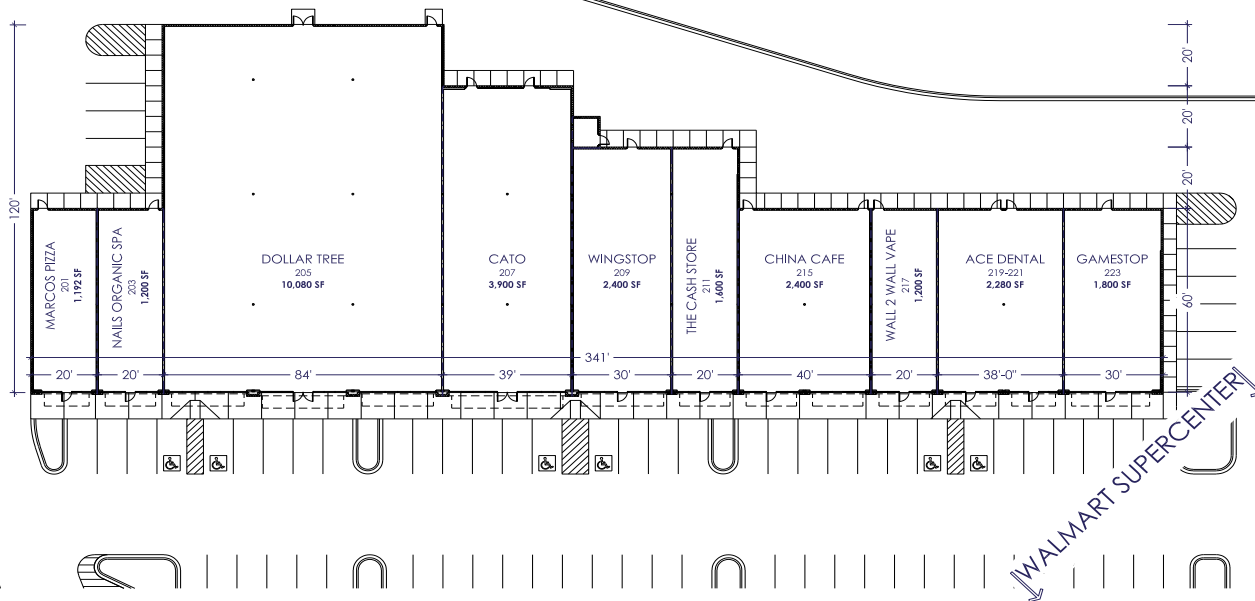 20'
20'
20'
120'
60'
MARCOS PIZZA
201
1,192 SF
NAILS ORGANIC SPA
203
1,200 SF
DOLLAR TREE
205
10,080 SF
CATO
207
3,900 SF
WINGSTOP
209
2,400 SF
THE CASH STORE
211
1,600 SF
CHINA CAFE
215
2,400 SF
WALL 2 WALL VAPE
217
1,200 SF
ACE DENTAL
219-221
2,280 SF
GAMESTOP
223
1,800 SF
341'
20'
20'
84'
39'
30'
20'
40'
20'
38'-0"
30'
WALMART SUPERCENTER